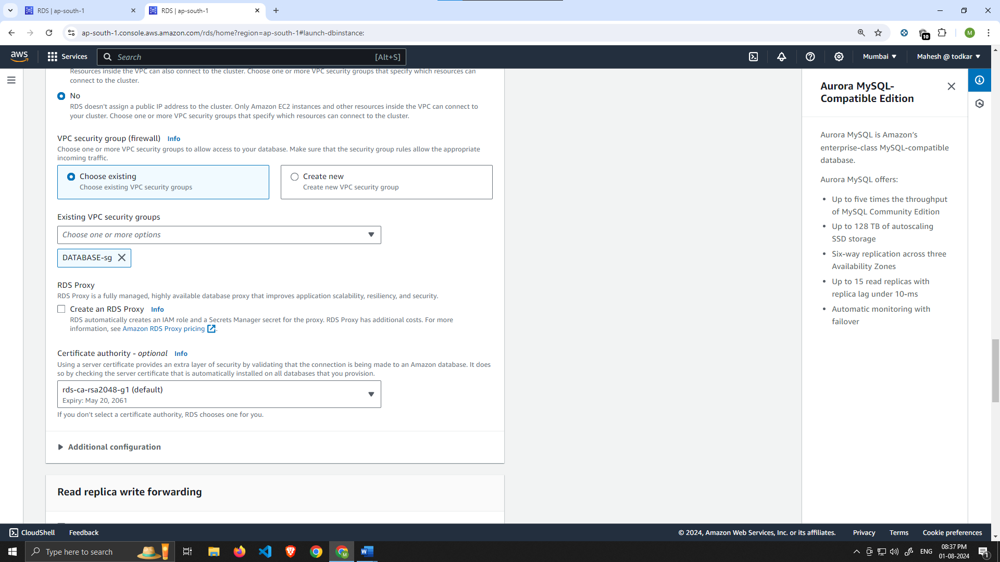 RDS | ap-south-1
RDS | ap-south-1
ap-south-1.console.aws.amazon.com/rds/home?region=ap-south-1#launch-dbinstance:
10
M
aws
Services
Search
[Alt+S]
Mumbai
Mahesh @ todkar
Resources inside the VPC can also connect to the cluster. Choose one or more VPC security groups that specify which resources can
connect to the cluster.
No
RDS doesn't assign a public IP address to the cluster. Only Amazon EC2 instances and other resources inside the VPC can connect to
your cluster. Choose one or more VPC security groups that specify which resources can connect to the cluster.
VPC security group (firewall) Info
Choose one or more VPC security groups to allow access to your database. Make sure that the security group rules allow the appropriate
incoming traffic.
Choose existing
Choose existing VPC security groups
Create new
Create new VPC security group
Existing VPC security groups
Choose one or more options
DATABASE-sg
RDS Proxy
RDS Proxy is a fully managed, highly available database proxy that improves application scalability, resiliency, and security.
Create an RDS Proxy Info
RDS automatically creates an IAM role and a Secrets Manager secret for the proxy. RDS Proxy has additional costs. For more
information, see Amazon RDS Proxy pricing.
Certificate authority - optional Info
Using a server certificate provides an extra layer of security by validating that the connection is being made to an Amazon database. It does
so by checking the server certificate that is automatically installed on all databases that you provision.
rds-ca-rsa2048-g1 (default)
Expiry: May 20, 2061
If you don't select a certificate authority, RDS chooses one for you.
Additional configuration
Read replica write forwarding
Aurora MySQL-
Compatible Edition
Aurora MySQL is Amazon's
enterprise-class MySQL-compatible
database.
Aurora MySQL offers:
• Up to five times the throughput
of MySQL Community Edition
• Up to 128 TB of autoscaling
SSD storage
• Six-way replication across three
Availability Zones
• Up to 15 read replicas with
replica lag under 10-ms
• Automatic monitoring with
failover
CloudShell
Feedback
© 2024, Amazon Web Services, Inc. or its affiliates.
Privacy
Terms
Cookie preferences
Type here to search
M
W
ENG
08:37 PM
01-08-2024
1